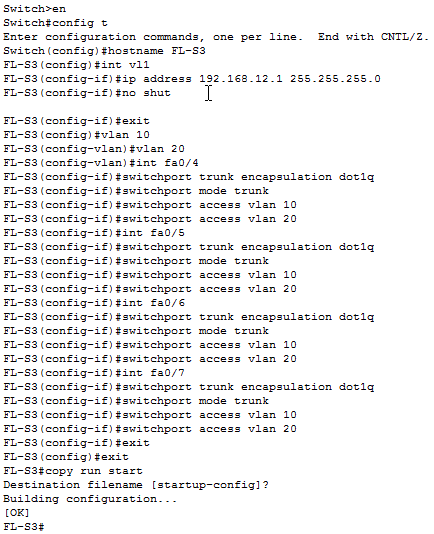 Switch>en
Switch#config t
Enter configuration commands, one per line.  End with CNTL/Z.
Switch(config)#hostname FL-S3
FL-S3(config)#int vl1
FL-S3(config-if)#ip address 192.168.12.1 255.255.255.0
FL-S3(config-if)#no shut

FL-S3(config-if)#exit
FL-S3(config)#vlan 10
FL-S3(config-vlan)#vlan 20
FL-S3(config-vlan)#int fa0/4
FL-S3(config-if)#switchport trunk encapsulation dot1q
FL-S3(config-if)#switchport mode trunk
FL-S3(config-if)#switchport access vlan 10
FL-S3(config-if)#switchport access vlan 20
FL-S3(config-if)#int fa0/5
FL-S3(config-if)#switchport trunk encapsulation dot1q
FL-S3(config-if)#switchport mode trunk
FL-S3(config-if)#switchport access vlan 10
FL-S3(config-if)#switchport access vlan 20
FL-S3(config-if)#int fa0/6
FL-S3(config-if)#switchport trunk encapsulation dot1q
FL-S3(config-if)#switchport mode trunk
FL-S3(config-if)#switchport access vlan 10
FL-S3(config-if)#switchport access vlan 20
FL-S3(config-if)#int fa0/7
FL-S3(config-if)#switchport trunk encapsulation dot1q
FL-S3(config-if)#switchport mode trunk
FL-S3(config-if)#switchport access vlan 10
FL-S3(config-if)#switchport access vlan 20
FL-S3(config-if)#exit
FL-S3(config)#exit
FL-S3#copy run start
Destination filename [startup-config]?
Building configuration...
[OK]
FL-S3#